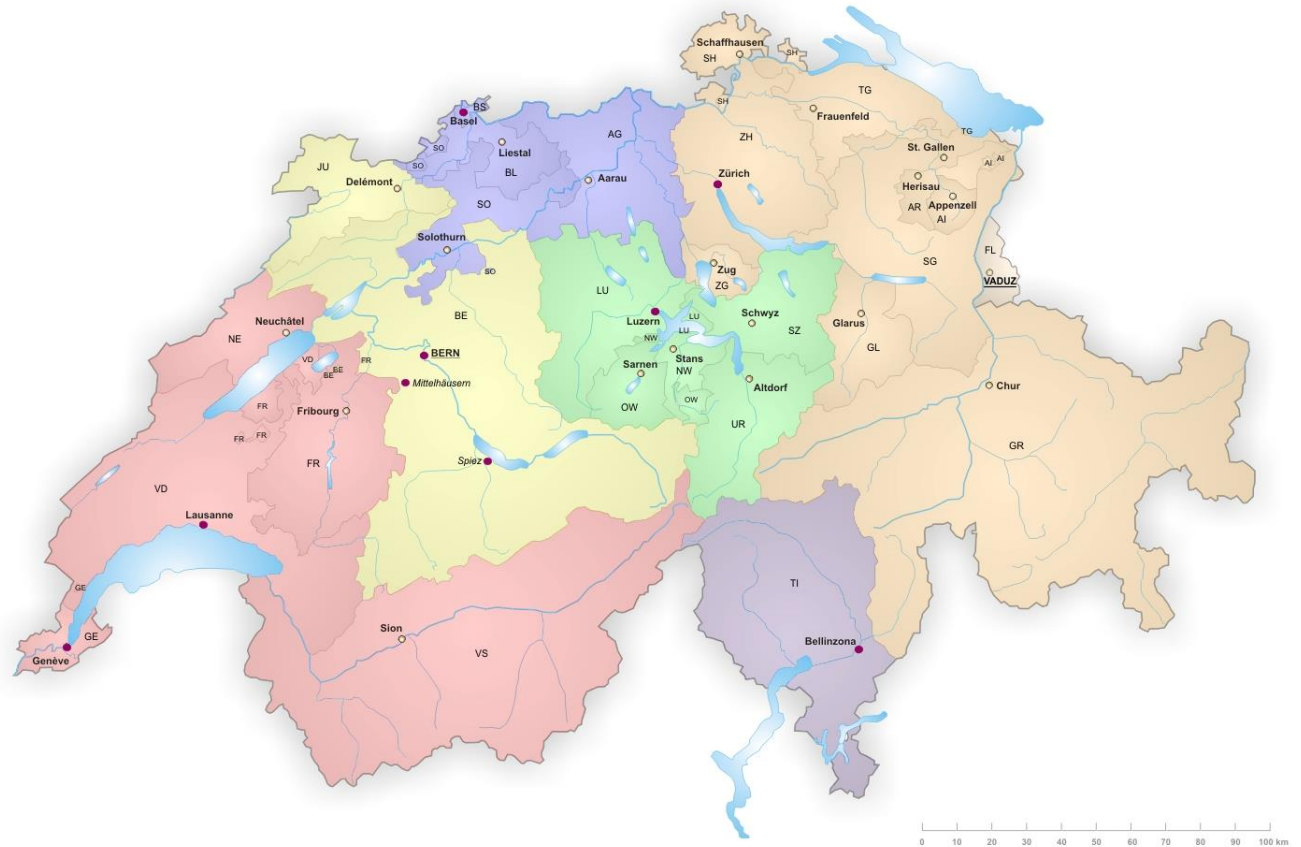 Schaffhausen
SH
SH
SH
TG
Frauenfeld
TG
BS
Basel
AG
ZH
SO
Liestal
St. Gallen
AI
AI
SO
BL
JU
Delémont
Aarau
Zürich
Herisau
AR
Appenzell
AI
SO
Solothurn
FL
SG
SO
Zug
ZG
VADUZ
LU
Luzern
LU
LU
Schwyz
SZ
Glarus
GL
BE
Neuchâtel
NE
NW
Stans
NW
BERN
VD
BE
BE
FR
Sarnen
Mittelhäusern
Altdorf
Chur
OW
OW
FR
Fribourg
UR
GR
FR
FR
FR
Spiez
VD
Lausanne
TI
GE
GE
Genève
Sion
VS
Bellinzona
0 10 20 30 40 50 60 70 80 90 100 km